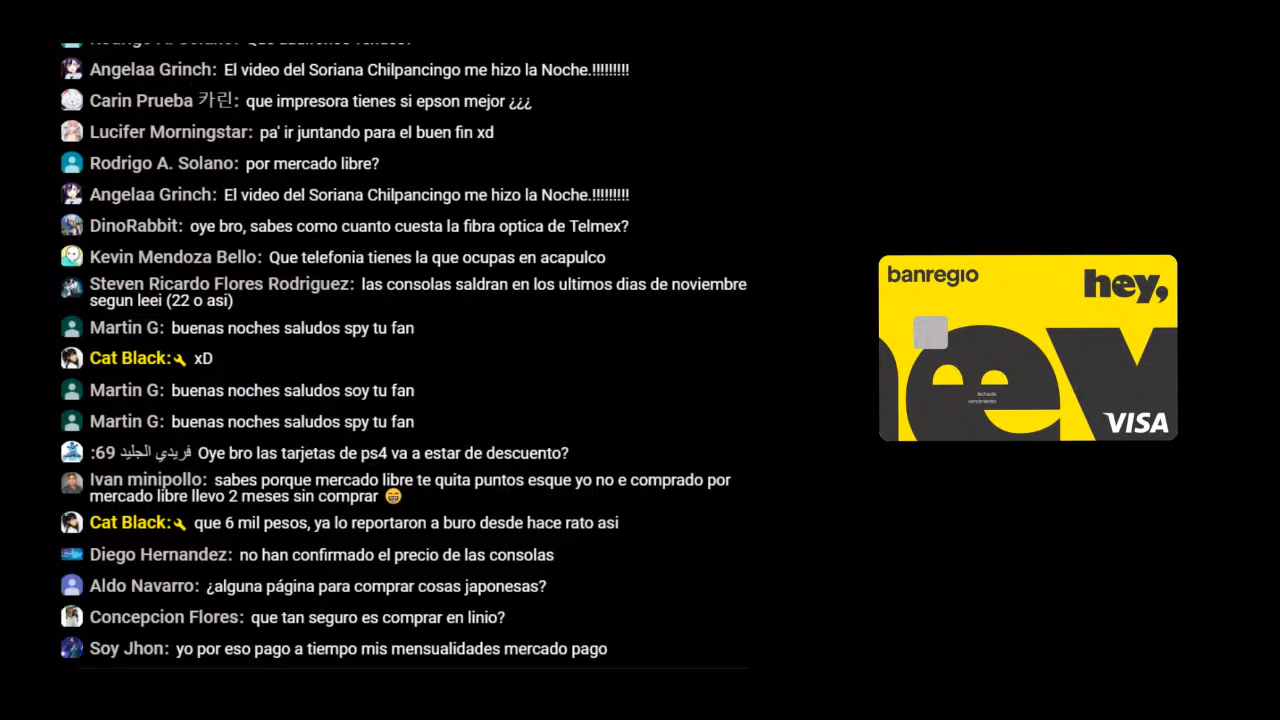 Angelaa Grinch: El video del Soriana Chilpancingo me hizo la Noche.!!!!!!!!!
Carin Prueba 카린: que impresora tienes si epson mejor ¿¿¿
Lucifer Morningstar: pa' ir juntando para el buen fin xd
Rodrigo A. Solano: por mercado libre?
Angelaa Grinch: El video del Soriana Chilpancingo me hizo la Noche.!!!!!!!!!
DinoRabbit: oye bro, sabes como cuanto cuesta la fibra optica de Telmex?
Kevin Mendoza Bello: Que telefonia tienes la que ocupas en acapulco
Steven Ricardo Flores Rodriguez: las consolas saldran en los ultimos dias de noviembre
segun leei (22 o asi)
Martin G: buenas noches saludos spy tu fan
Cat Black: xD
Martin G: buenas noches saludos soy tu fan
Martin G: buenas noches saludos spy tu fan
فريدي الجليد 69: Oye bro las tarjetas de ps4 va a estar de descuento?
Ivan minipollo: sabes porque mercado libre te quita puntos esque yo no e comprado por
mercado libre llevo 2 meses sin comprar 😁
Cat Black: que 6 mil pesos, ya lo reportaron a buro desde hace rato asi
Diego Hernandez: no han confirmado el precio de las consolas
Aldo Navarro: ¿alguna página para comprar cosas japonesas?
Concepcion Flores: que tan seguro es comprar en linio?
Soy Jhon: yo por eso pago a tiempo mis mensualidades mercado pago
banregio
hey,
hey
VISA